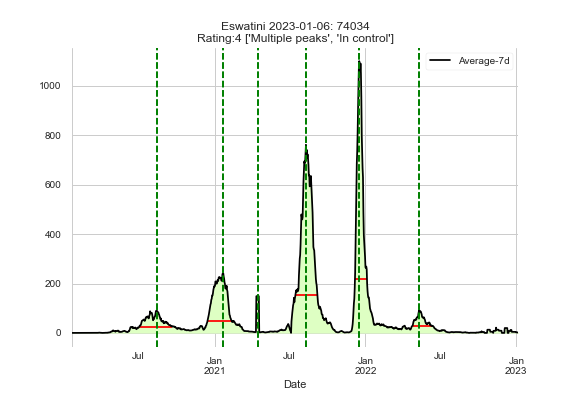 Eswatini 2023-01-06: 74034
Rating:4 ['Multiple peaks', 'In control']
Average-7d
1000
800
600
400
200
0
Jul
Jan
2021
Jul
Jan
2022
Jul
Jan
2023
Date